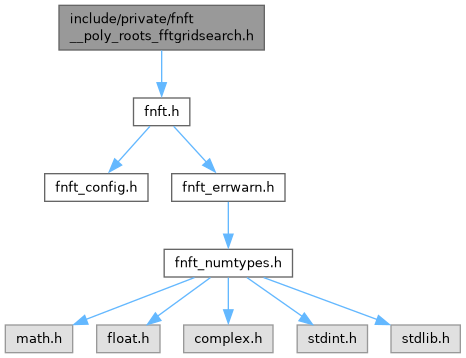 include/private/fnft
__poly_roots_fftgridsearch.h
fnft.h
fnft_config.h
fnft_errwarn.h
fnft_numtypes.h
math.h
float.h
complex.h
stdint.h
stdlib.h